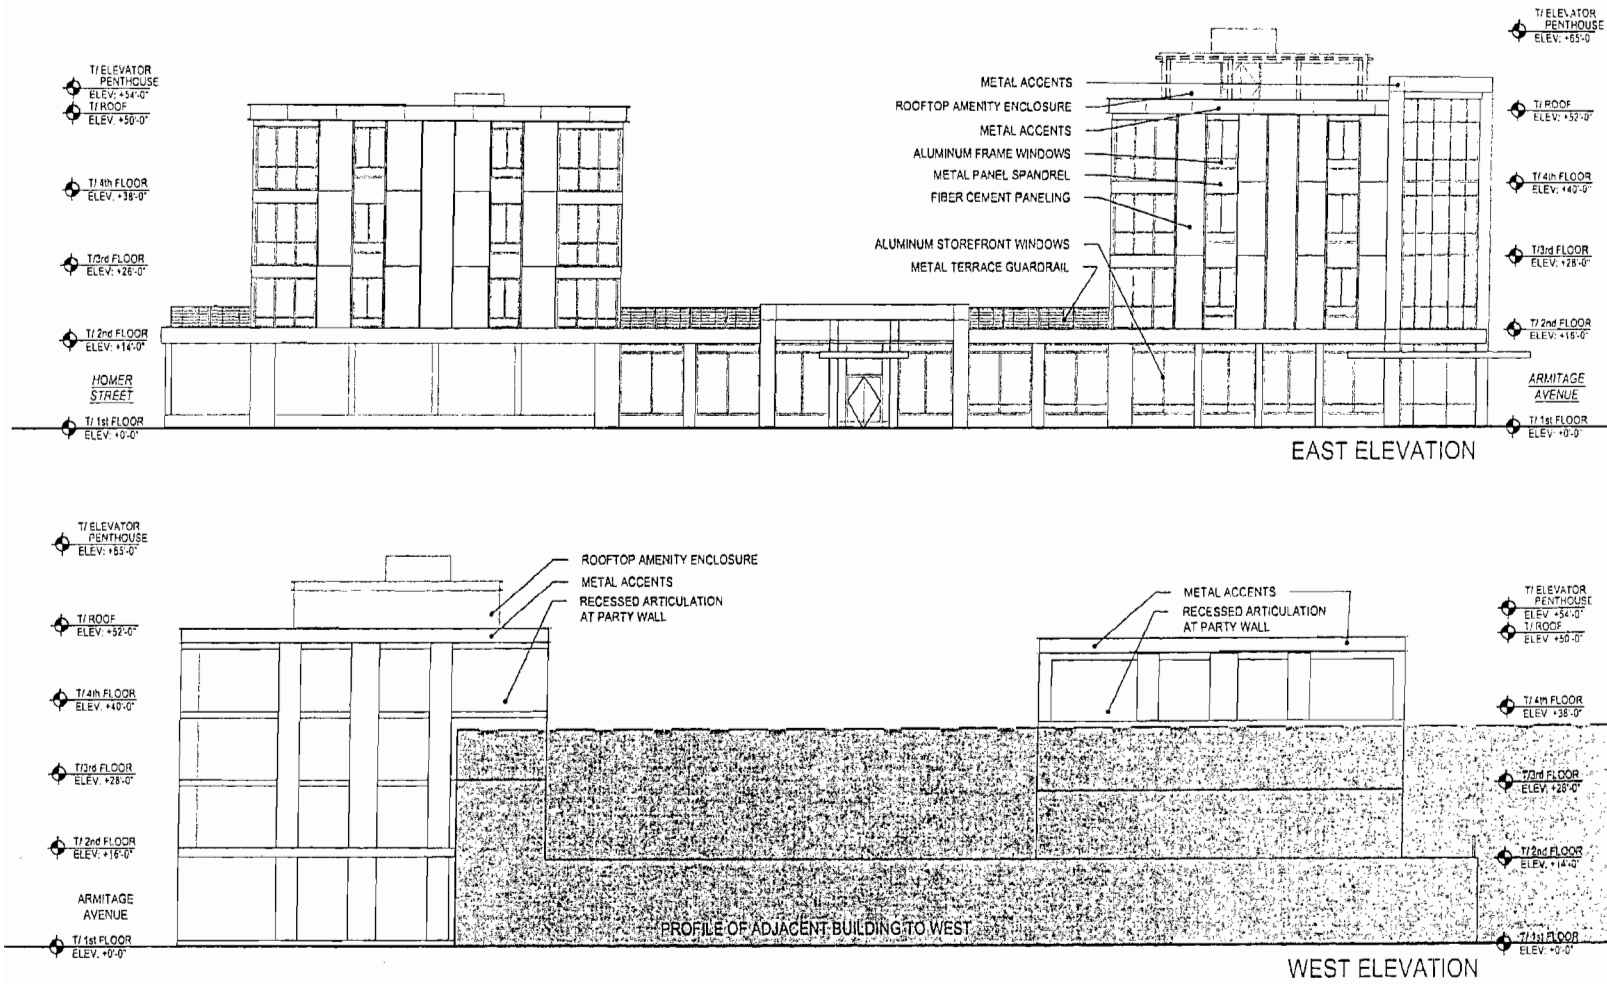 T/ ELEVATOR
PENTHOUSE
ELEV: +54'-0"
T/ ROOF
ELEV: +50'-0"
T/ 4th FLOOR
ELEV: +38'-0"
T/3rd FLOOR
ELEV: +26'-0"
T/ 2nd FLOOR
ELEV: +14'-0"
HOMER
STREET
T/ 1st FLOOR
ELEV: +0'-0"
METAL ACCENTS
ROOFTOP AMENITY ENCLOSURE
METAL ACCENTS
ALUMINUM FRAME WINDOWS
METAL PANEL SPANDREL
FIBER CEMENT PANELING
ALUMINUM STOREFRONT WINDOWS
METAL TERRACE GUARDRAIL
T/ ELEVATOR
PENTHOUSE
ELEV: +65'-0
T/ ROOF
ELEV: +52'-0"
T/ 4th FLOOR
ELEV: +40'-0"
T/3rd FLOOR
ELEV: +28'-0"
T/ 2nd FLOOR
ELEV: +16'-0"
ARMITAGE
AVENUE
T/ 1st FLOOR
ELEV: +0'-0"
EAST ELEVATION
T/ ELEVATOR
PENTHOUSE
ELEV: +65'-0"
T/ ROOF
ELEV: +52'-0"
T/ 4th FLOOR
ELEV. +40'-0"
T/3rd FLOOR
ELEV: +28'-0"
T/ 2nd FLOOR
ELEV: +16'-0"
ARMITAGE
AVENUE
T/ 1st FLOOR
ELEV. +0'-0"
ROOFTOP AMENITY ENCLOSURE
METAL ACCENTS
RECESSED ARTICULATION
AT PARTY WALL
METAL ACCENTS
RECESSED ARTICULATION
AT PARTY WALL
PROFILE OF ADJACENT BUILDING TO WEST
T/ ELEVATOR
PENTHOUSE
ELEV: +54'-0"
T/ ROOF
ELEV +50'-0"
T/ 4th FLOOR
ELEV +38'-0"
T/3rd FLOOR
ELEV: +26'-0"
T/ 2nd FLOOR
ELEV. +14'-0"
T/ 1st FLOOR
ELEV: +0'-0"
WEST ELEVATION